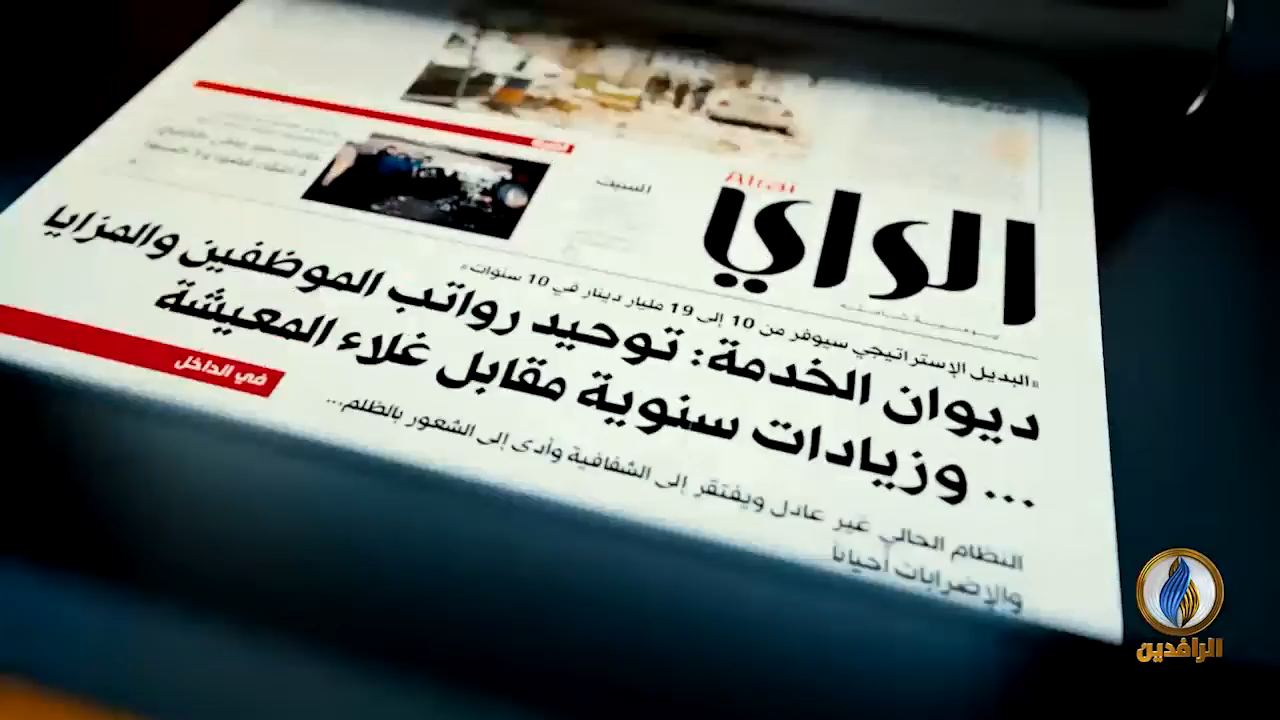 Alrai
الراي
السبت
«البديل الإستراتيجي سيوفر من 10 إلى 19 مليار دينار في 10 سنوات»
ديوان الخدمة: توحيد رواتب الموظفين والمزايا
... وزيادات سنوية مقابل غلاء المعيشة
النظام الحالي غير عادل ويفتقر إلى الشفافية وأدى إلى الشعور بالظلم...
والإضرابات أحياناً
في الداخل
الرافدين